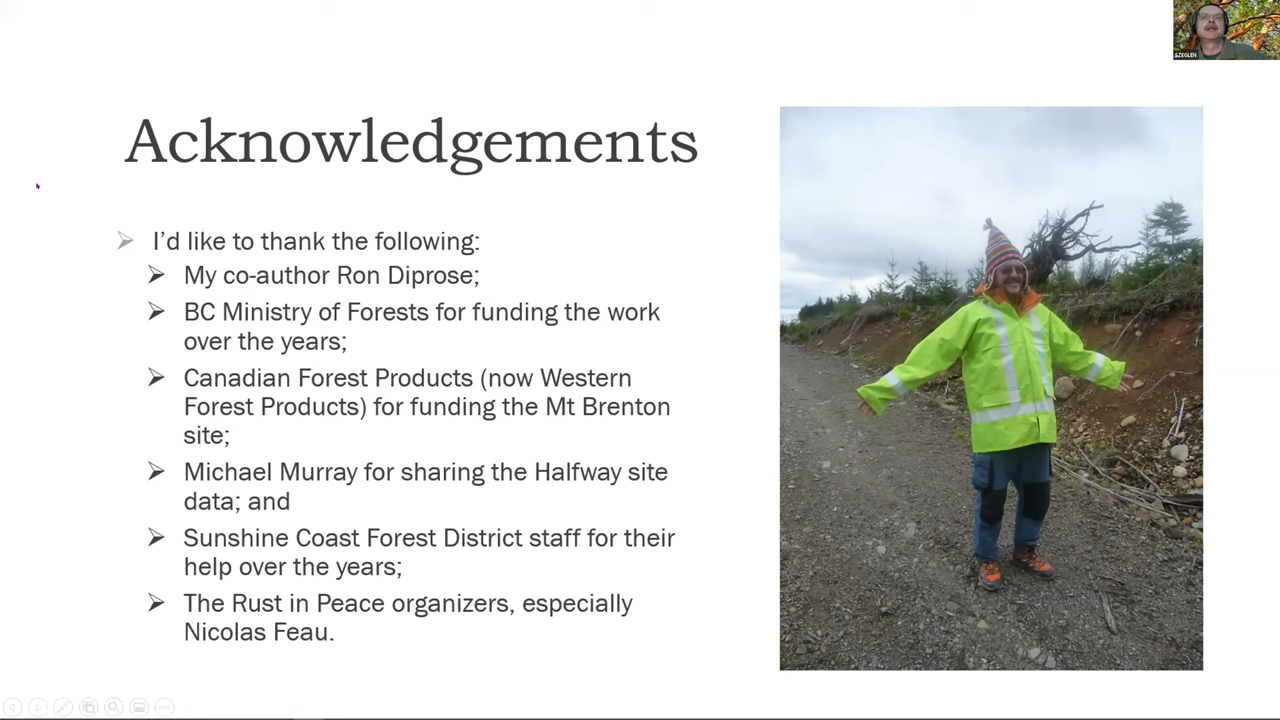 SZEGLEN
Acknowledgements
I'd like to thank the following:
My co-author Ron Diprose;
BC Ministry of Forests for funding the work
over the years;
Canadian Forest Products (now Western
Forest Products) for funding the Mt Brenton
site;
Michael Murray for sharing the Halfway site
data; and
Sunshine Coast Forest District staff for their
help over the years;
The Rust in Peace organizers, especially
Nicolas Feau.